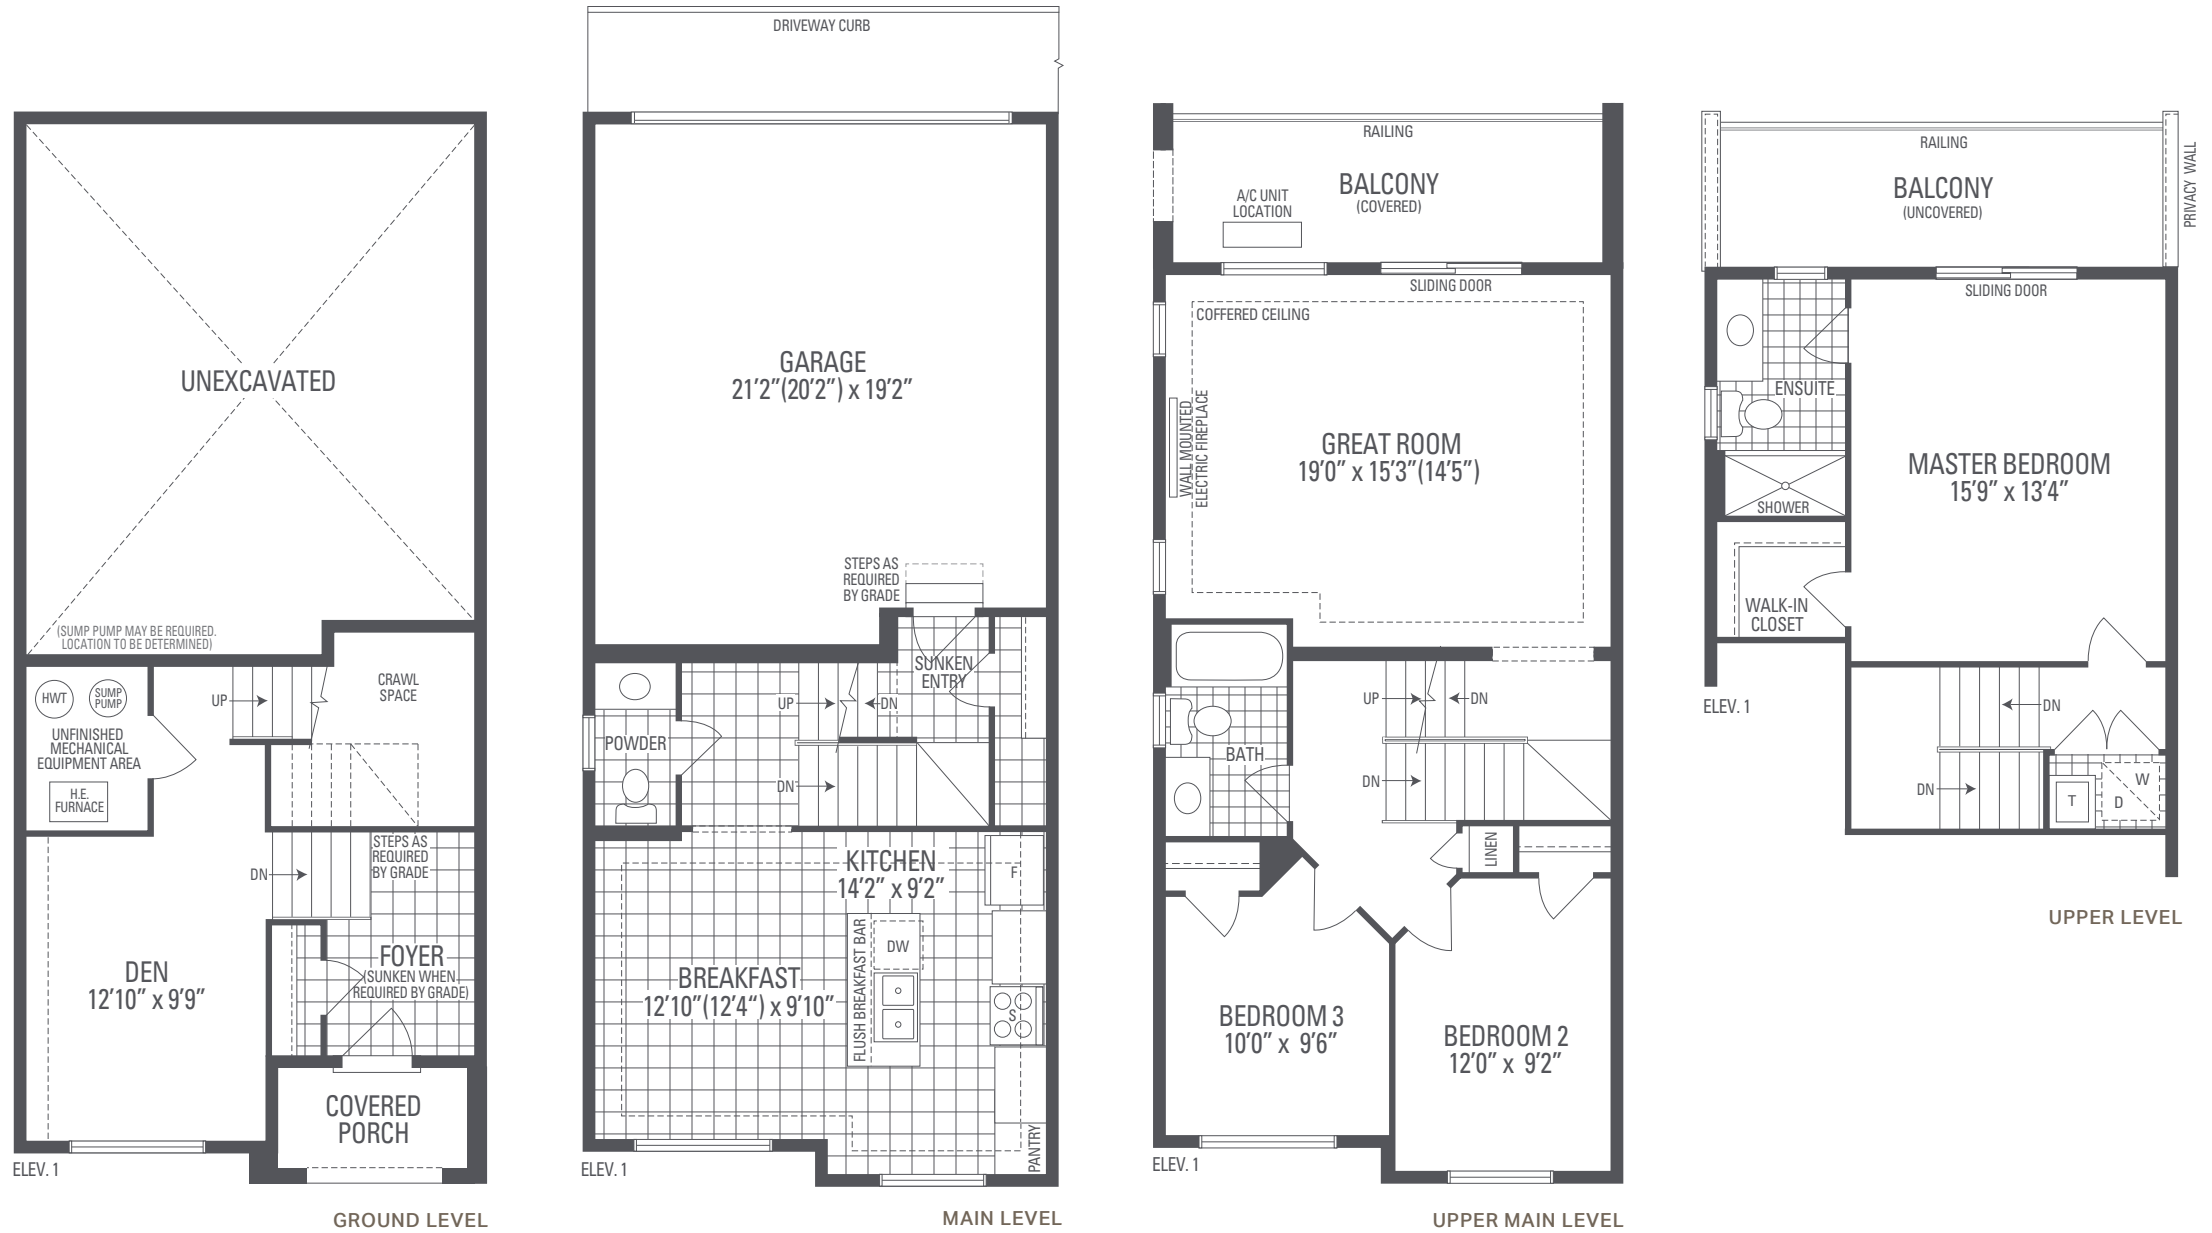 UNEXCAVATED
(SUMP PUMP MAY BE REQUIRED.
LOCATION TO BE DETERMINED)
HWT
SUMP
PUMP
UNFINISHED
MECHANICAL
EQUIPMENT AREA
H.E.
FURNACE
UP
CRAWL
SPACE
STEPS AS
REQUIRED
BY GRADE
DN
DEN
12'10" x 9'9"
FOYER
(SUNKEN WHEN
REQUIRED BY GRADE)
COVERED
PORCH
ELEV. 1
GROUND LEVEL
DRIVEWAY CURB
GARAGE
21'2"(20'2") x 19'2"
STEPS AS
REQUIRED
BY GRADE
SUNKEN
ENTRY
UP
DN
POWDER
DN
KITCHEN
14'2" x 9'2"
F
FLUSH BREAKFAST BAR
DW
BREAKFAST
12'10"(12'4") x 9'10"
S
PANTRY
ELEV. 1
MAIN LEVEL
RAILING
BALCONY
(COVERED)
A/C UNIT
LOCATION
SLIDING DOOR
COFFERED CEILING
WALL MOUNTED
ELECTRIC FIREPLACE
GREAT ROOM
19'0" x 15'3"(14'5")
UP
DN
BATH
DN
LINEN
BEDROOM 3
10'0" x 9'6"
BEDROOM 2
12'0" x 9'2"
ELEV. 1
UPPER MAIN LEVEL
RAILING
BALCONY
(UNCOVERED)
PRIVACY WALL
SLIDING DOOR
ENSUITE
MASTER BEDROOM
15'9" x 13'4"
SHOWER
WALK-IN
CLOSET
ELEV. 1
DN
DN
T
D
W
UPPER LEVEL